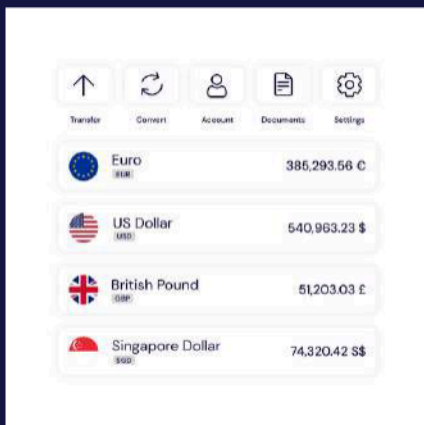 Transfer Convert Account Documents Settings
Euro
EUR
385,293.56 €
US Dollar
USD
540,963.23 $
British Pound
GBP
51,203.03 £
Singapore Dollar
SGD
74,320.42 S$